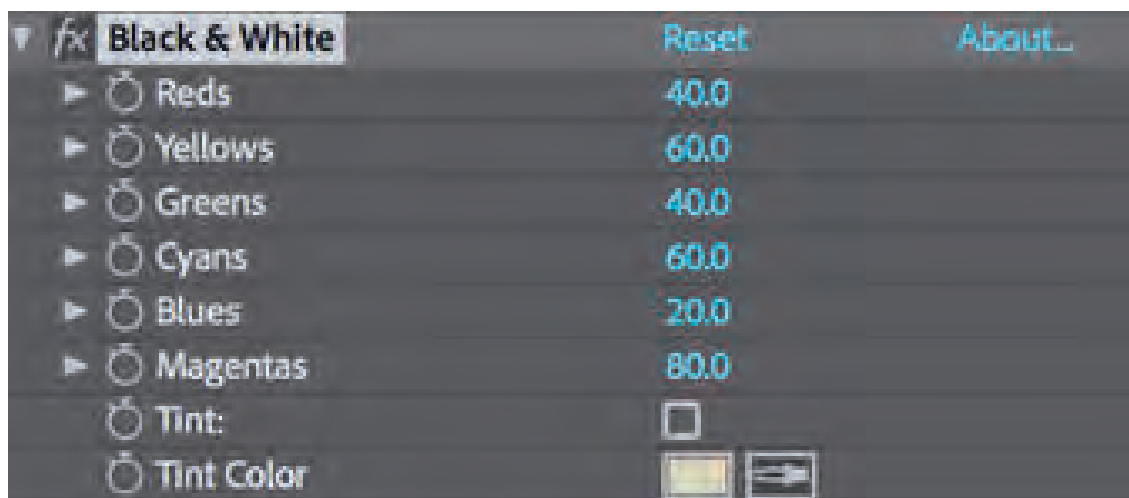 fx Black & White Reset About...
Reds 40.0
Yellows 60.0
Greens 40.0
Cyans 60.0
Blues 20.0
Magentas 80.0
Tint:
Tint Color